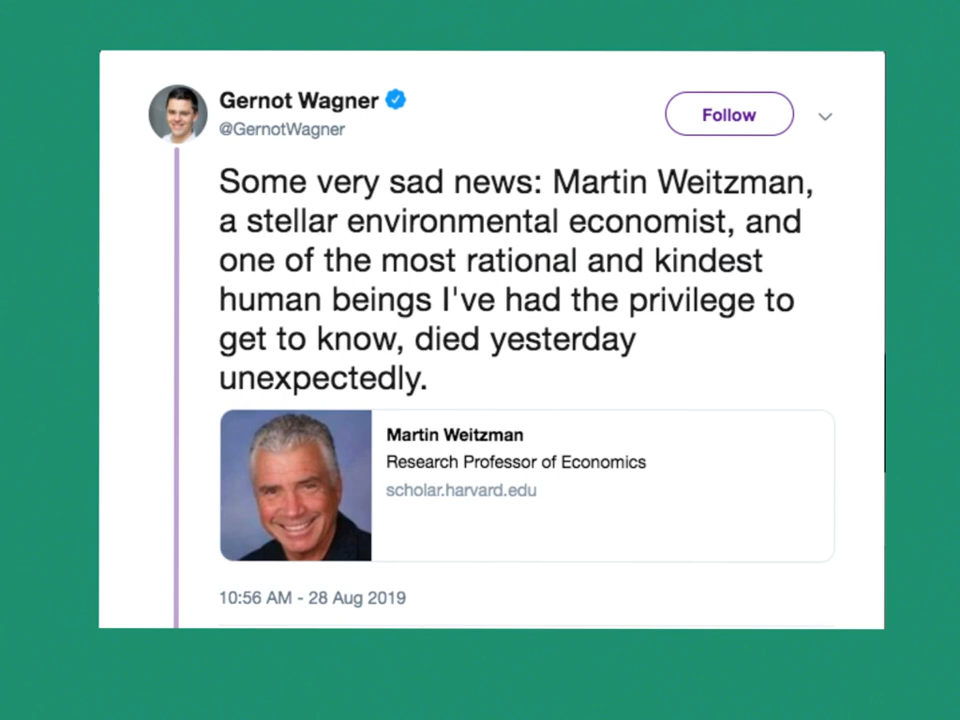 Gernot Wagner
@GernotWagner
Follow
Some very sad news: Martin Weitzman,
a stellar environmental economist, and
one of the most rational and kindest
human beings I've had the privilege to
get to know, died yesterday
unexpectedly.
Martin Weitzman
Research Professor of Economics
scholar.harvard.edu
10:56 AM - 28 Aug 2019